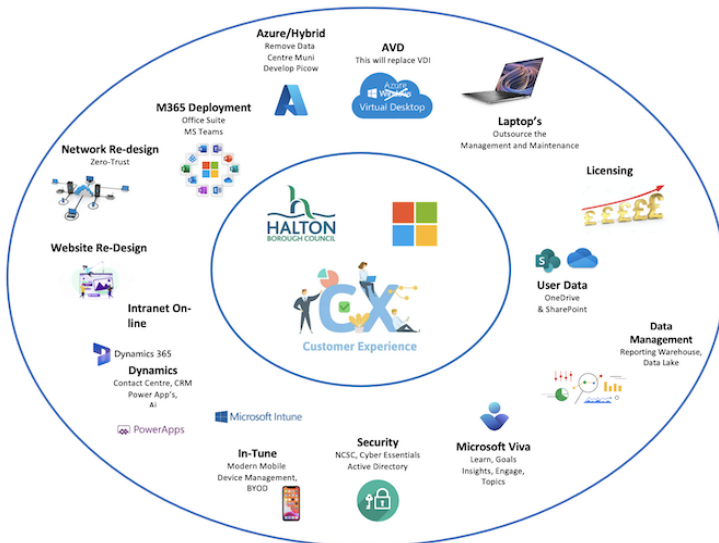 Azure/Hybrid
Remove Data
Centre Muni
Develop Picow
AVD
This will replace VDI
Azure
Windows
Virtual Desktop
Laptop's
Outsource the
Management and Maintenance
M365 Deployment
Office Suite
MS Teams
Network Re-design
Zero-Trust
Licensing
£££££
Website Re-Design
HALTON
BOROUGH COUNCIL
CX
Customer Experience
S
User Data
OneDrive
& SharePoint
Intranet On-
line
Data
Management
Reporting Warehouse,
Data Lake
Dynamics 365
Dynamics
Contact Centre, CRM
Power App's,
Ai
PowerApps
Microsoft Intune
In-Tune
Modern Mobile
Device Management,
BYOD
Security
NCSC, Cyber Essentials
Active Directory
Microsoft Viva
Learn, Goals
Insights, Engage,
Topics